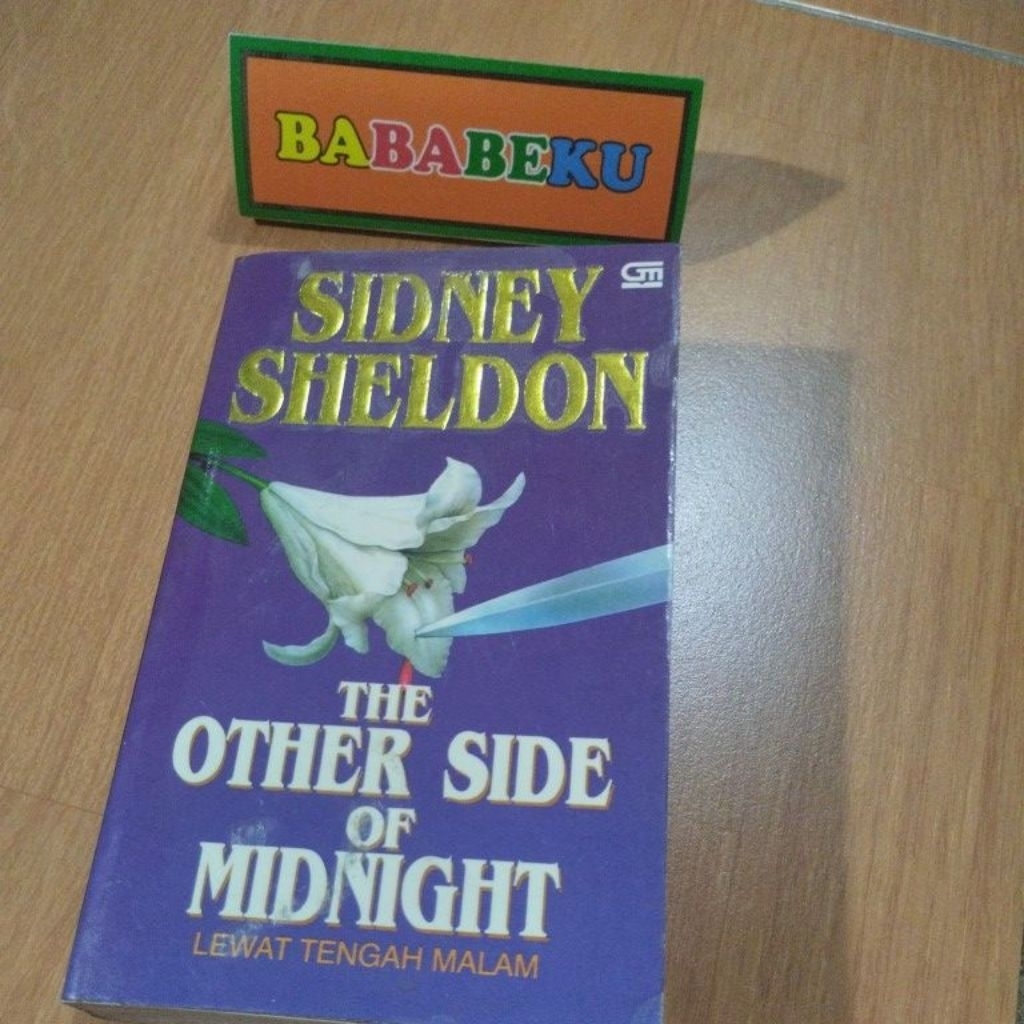 BABABEKU
SIDNEY
SHELDON
THE
OTHER SIDE
OF
MIDNIGHT
LEWAT TENGAH MALAM